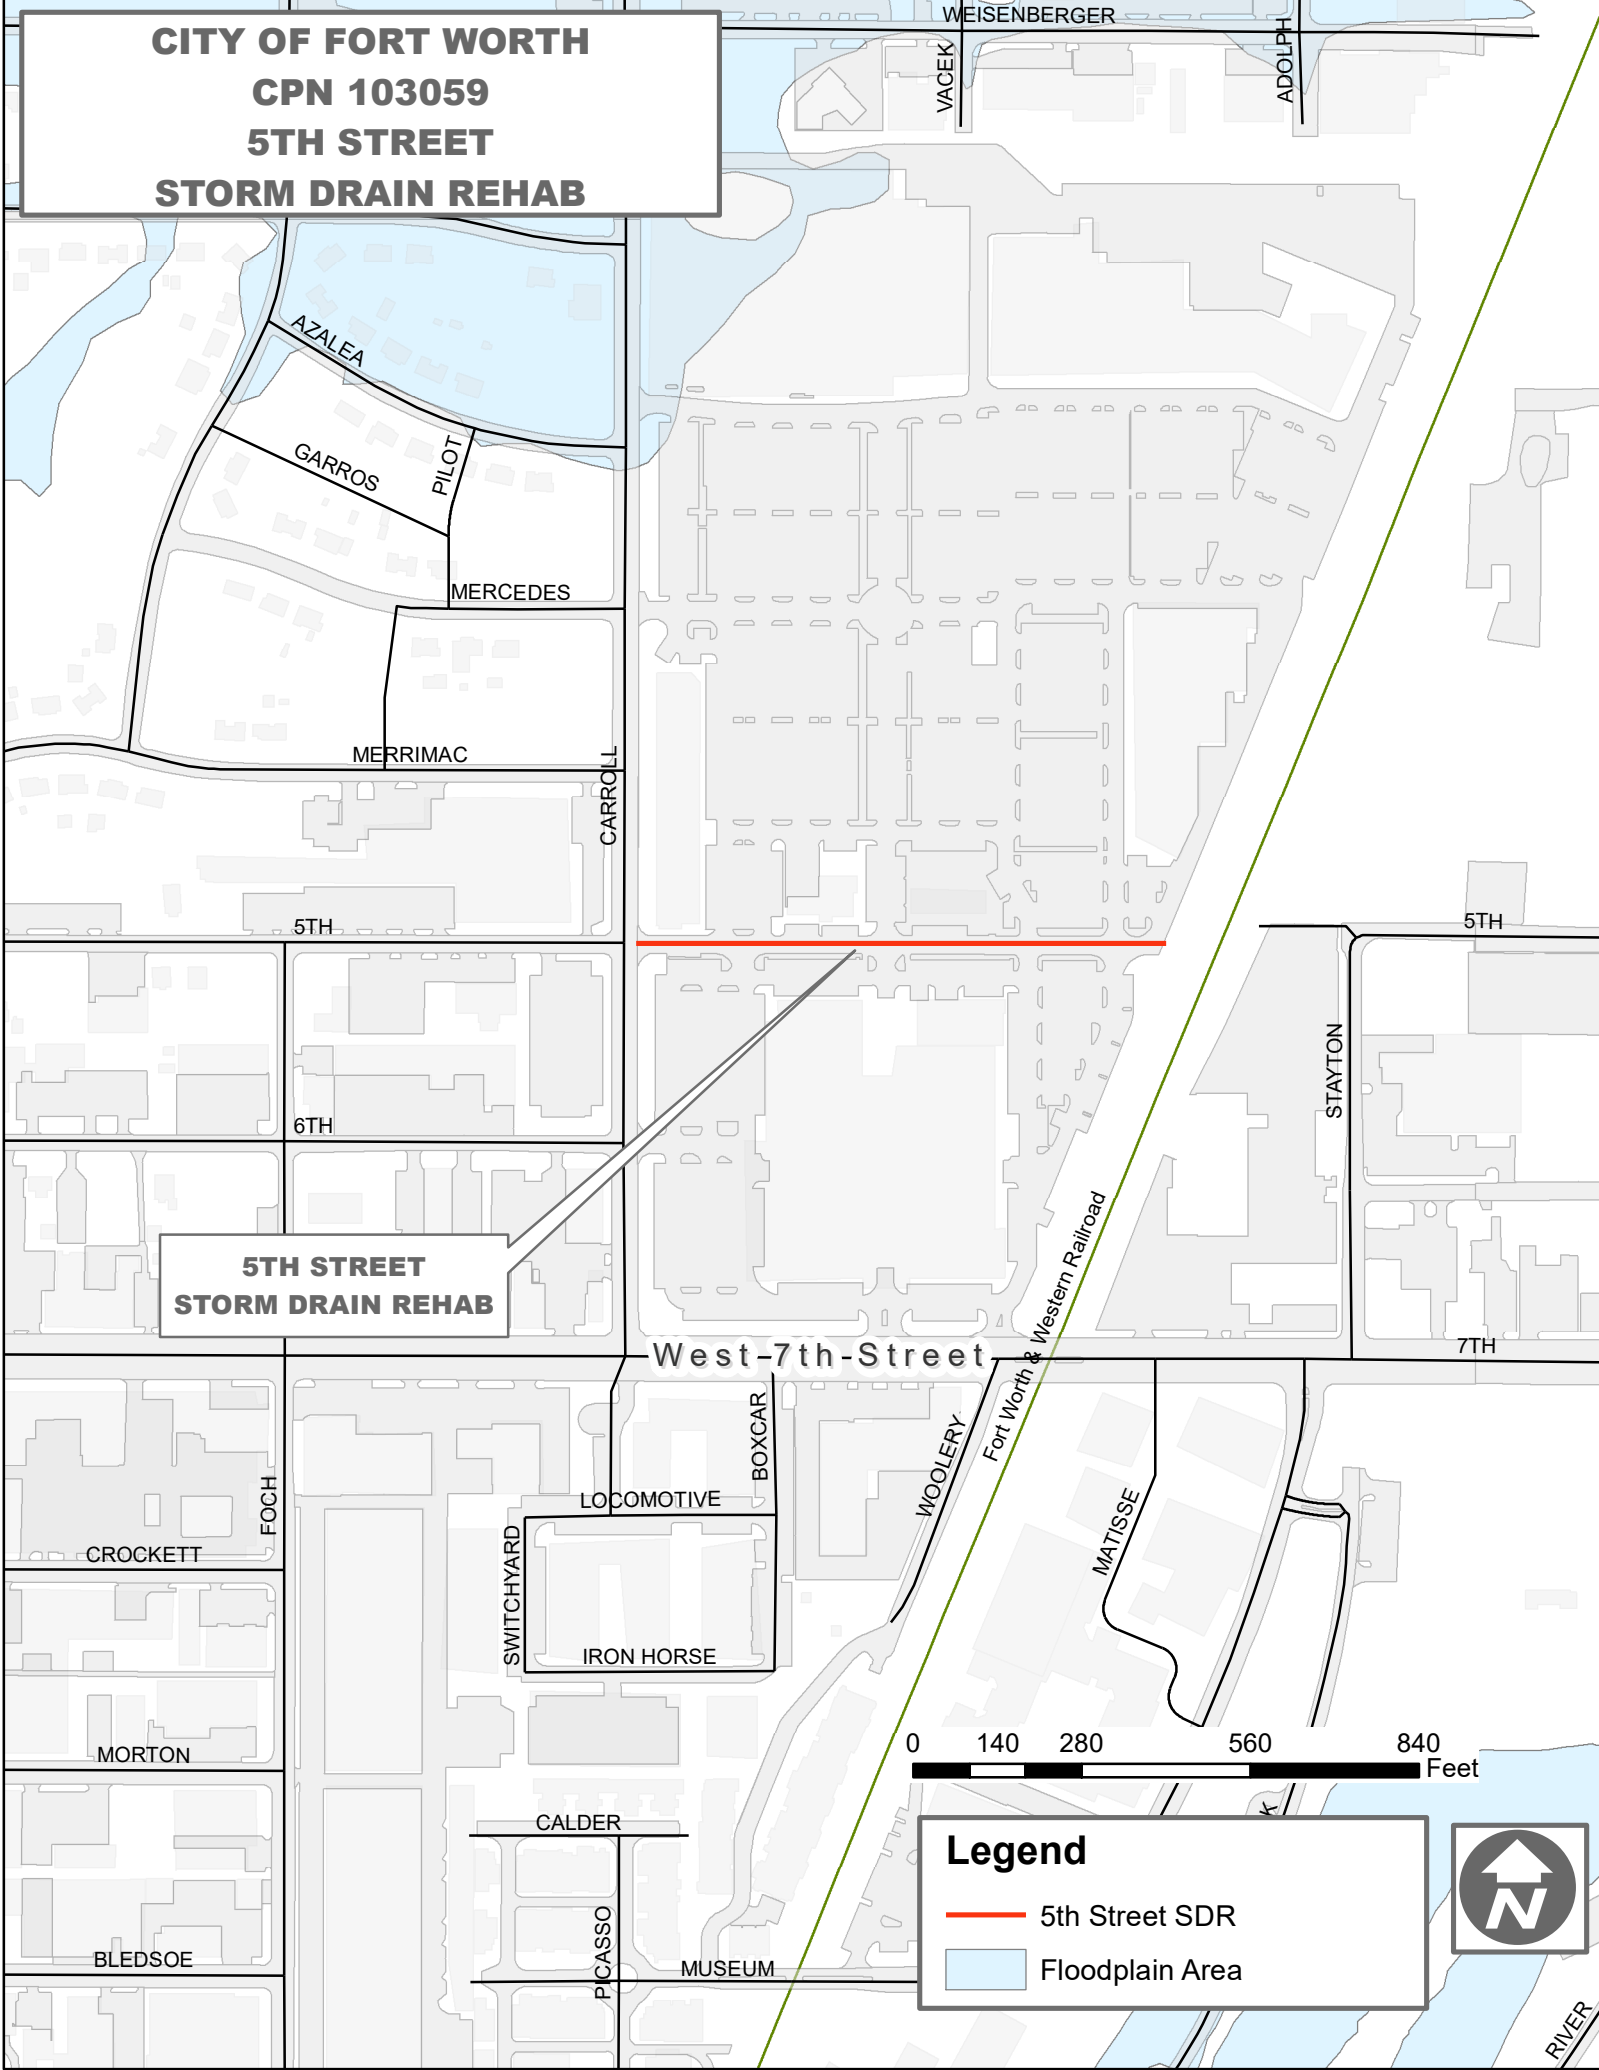 CITY OF FORT WORTH
CPN 103059
5TH STREET
STORM DRAIN REHAB
WEISENBERGER
VACEK
ADOLPH
AZALEA
GARROS
PILOT
MERCEDES
MERRIMAC
CARROLL
5TH
5TH
STAYTON
6TH
5TH STREET
STORM DRAIN REHAB
Fort Worth & Western Railroad
West 7th Street
7TH
BOXCAR
WOOLERY
FOCH
LOCOMOTIVE
MATISSE
CROCKETT
SWITCHYARD
IRON HORSE
MORTON
0 140 280 560 840
Feet
CALDER
K
Legend
5th Street SDR
Floodplain Area
N
PICASSO
BLEDSOE
MUSEUM
RIVER